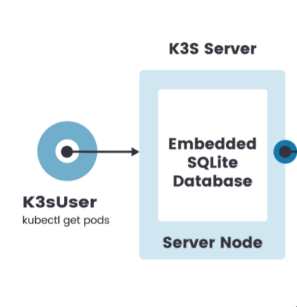 K3S Server
Embedded
SQLite
Database
K3sUser
kubectl get pods
Server Node